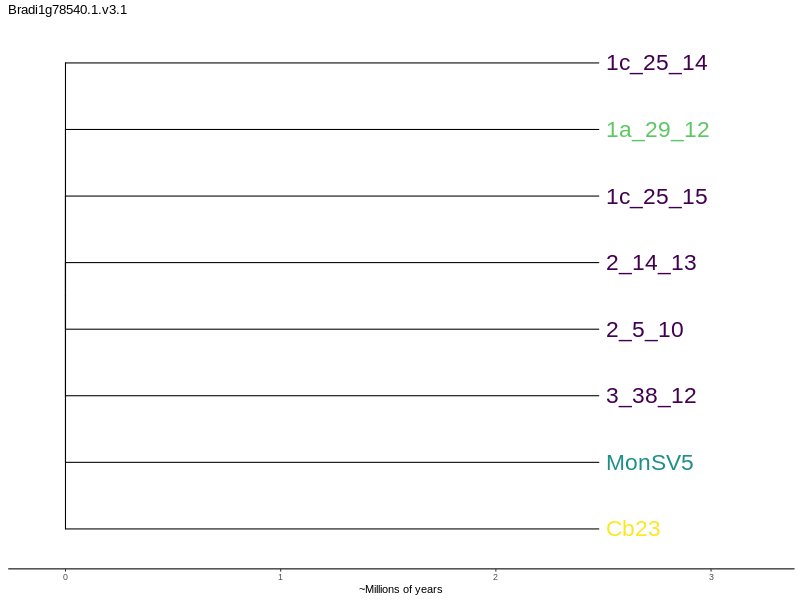 Bradi1g78540.1.v3.1
1c_25_14
1a_29_12
1c_25_15
2_14_13
2_5_10
3_38_12
MonSV5
Cb23
0 1 2 3
~Millions of years